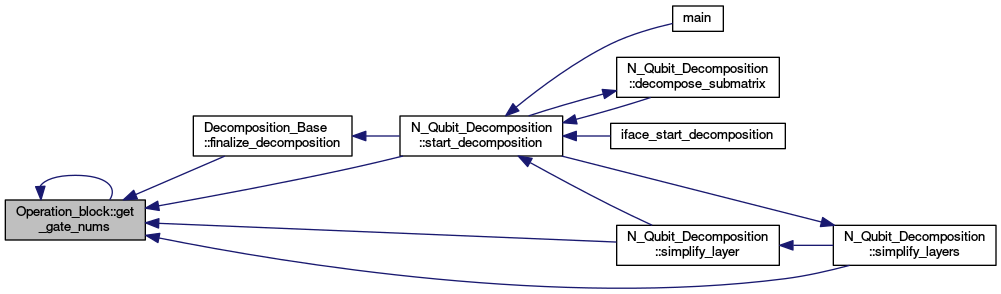 main
N_Qubit_Decomposition
::decompose_submatrix
Decomposition_Base
::finalize_decomposition
N_Qubit_Decomposition
::start_decomposition
iface_start_decomposition
Operation_block::get
_gate_nums
N_Qubit_Decomposition
::simplify_layer
N_Qubit_Decomposition
::simplify_layers